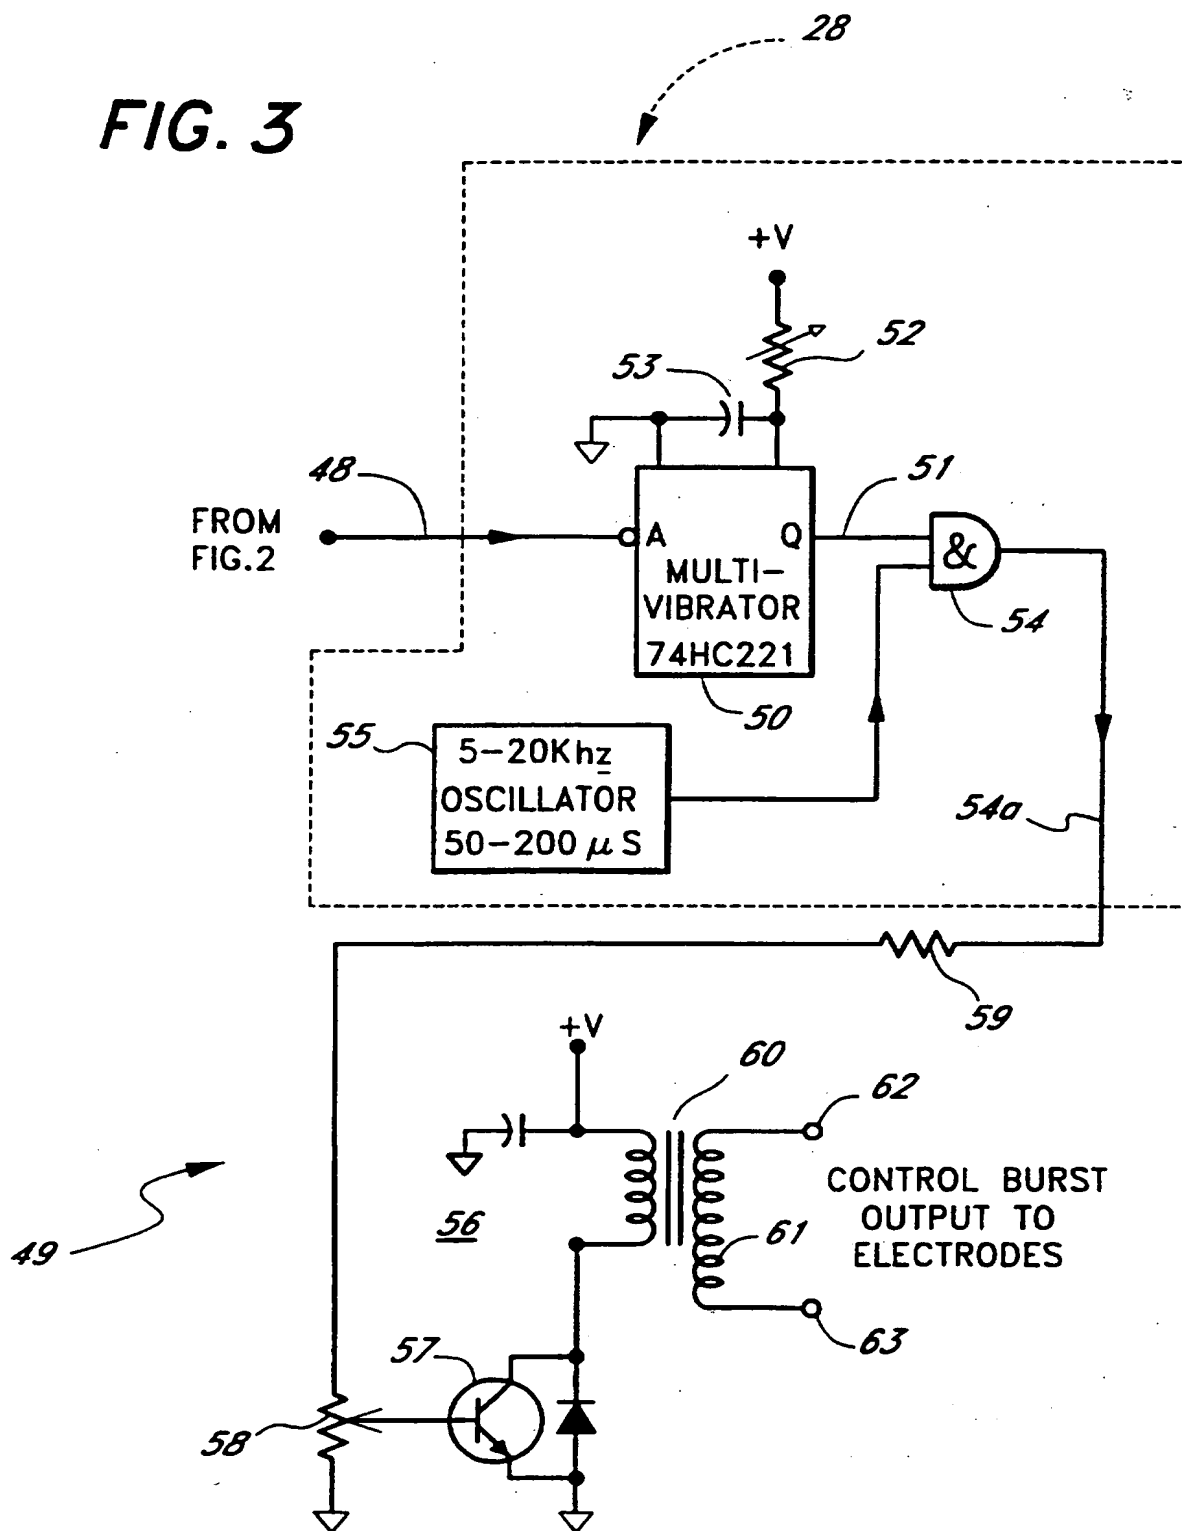 28
FIG. 3
+V
52
53
48
51
FROM
FIG.2
A
Q
&
MULTI-
VIBRATOR
74HC221
54
50
55
5-20Khz
OSCILLATOR
50-200 μS
54a
59
+V
60
62
CONTROL BURST
OUTPUT TO
ELECTRODES
56
61
49
63
57
58